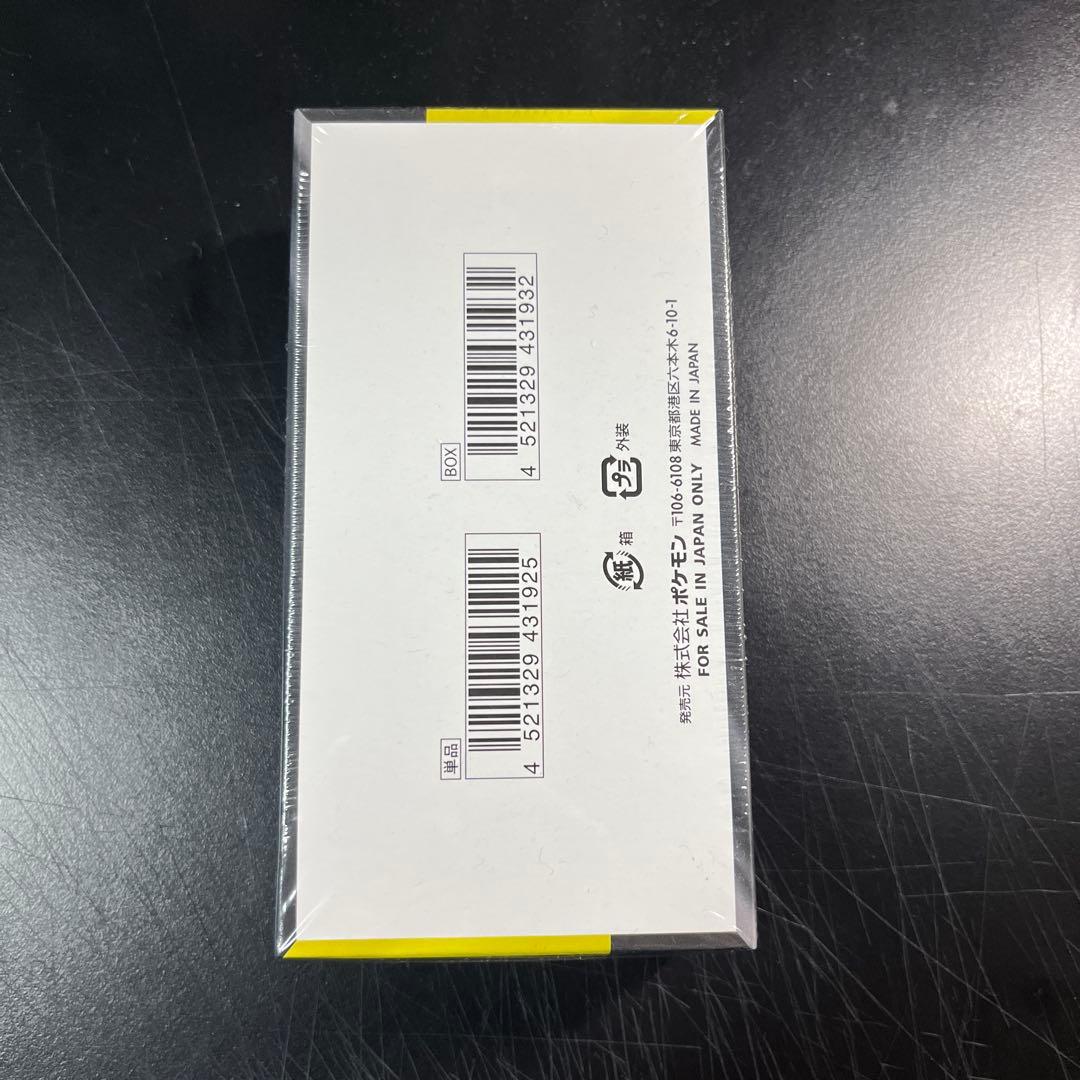 単品
4 521329 431925
BOX
4 521329 431932
紙 箱
プラ 外装
発売元 株式会社 ポケモン 〒106-6108 東京都港区六本木6-10-1
FOR SALE IN JAPAN ONLY MADE IN JAPAN